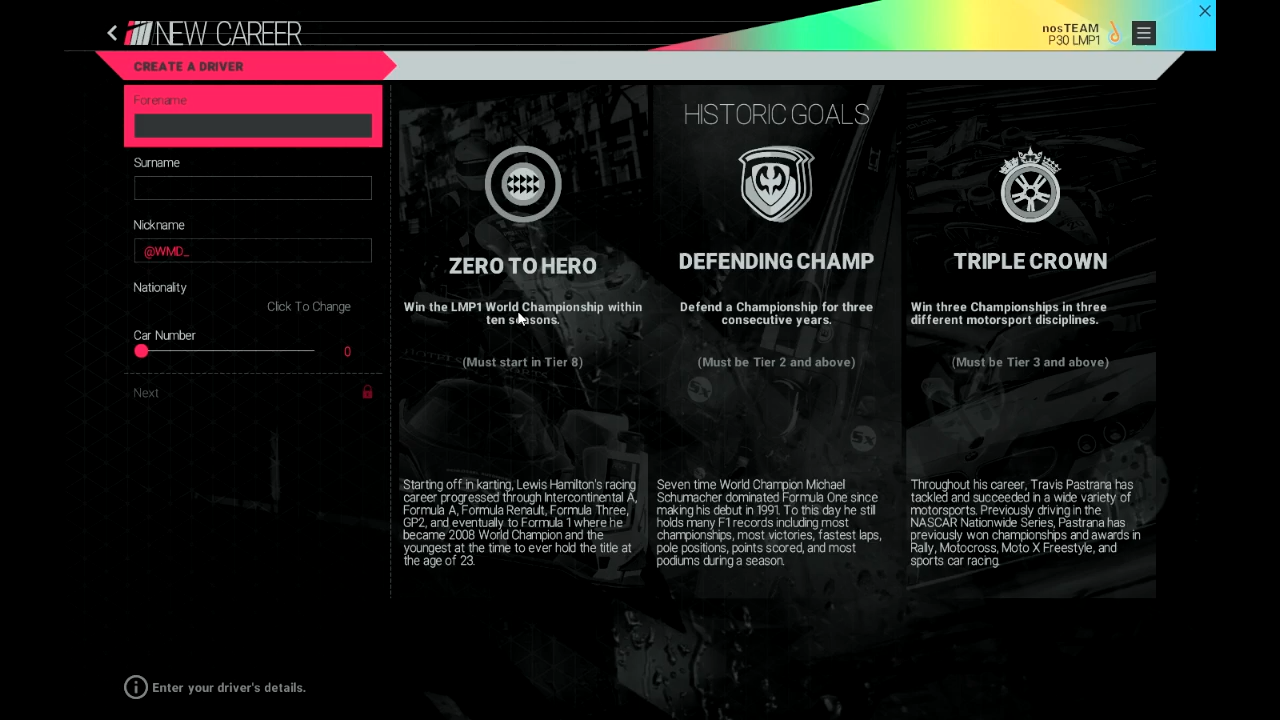 NEW CAREER
nosTEAM
P30 LMP1
CREATE A DRIVER
Forename
Surname
Nickname
@WMD_
Nationality
Click To Change
Car Number
0
Next
HISTORIC GOALS
ZERO TO HERO
Win the LMP1 World Championship within
ten seasons.
(Must start in Tier 8)
Starting off in karting, Lewis Hamilton's racing
career progressed through Intercontinental A,
Formula A, Formula Renault, Formula Three,
GP2, and eventually to Formula 1 where he
became 2008 World Champion and the
youngest at the time to ever hold the title at
the age of 23.
DEFENDING CHAMP
Defend a Championship for three
consecutive years.
(Must be Tier 2 and above)
5x
5x
Seven time World Champion Michael
Schumacher dominated Formula One since
making his debut in 1991. To this day he still
holds many F1 records including most
championships, most victories, fastest laps,
pole positions, points scored, and most
podiums during a season.
TRIPLE CROWN
Win three Championships in three
different motorsport disciplines.
(Must be Tier 3 and above)
Throughout his career, Travis Pastrana has
tackled and succeeded in a wide variety of
motorsports. Previously driving in the
NASCAR Nationwide Series, Pastrana has
previously won championships and awards in
Rally, Motocross, Moto X Freestyle, and
sports car racing.
Enter your driver's details.